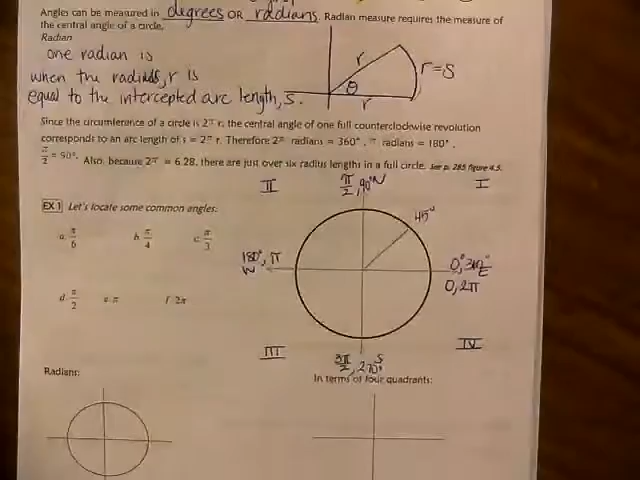 Angles can be measured in degrees OR radians. Radian measure requires the measure of
the central angle of a circle.
Radian
one radian is
when the radius, r is
equal to the intercepted arc length, s.
r
r = s
θ
r
Since the circumference of a circle is 2π r, the central angle of one full counterclockwise revolution
corresponds to an arc length of s = 2π r. Therefore 2π radians = 360°, π radians = 180°,
π/2 = 90°. Also, because 2π ≈ 6.28, there are just over six radius lengths in a full circle. See p. 285 figure 4.5.
II
π/2, 90° N
I
EX 1 Let's locate some common angles:
45°
a. π/6
b. π/4
c. π/3
180°, π
W
0°, 360°
E
0, 2π
d. π/2
e. π
f. 2π
III
IV
3π/2, 270° S
Radians:
In terms of four quadrants: